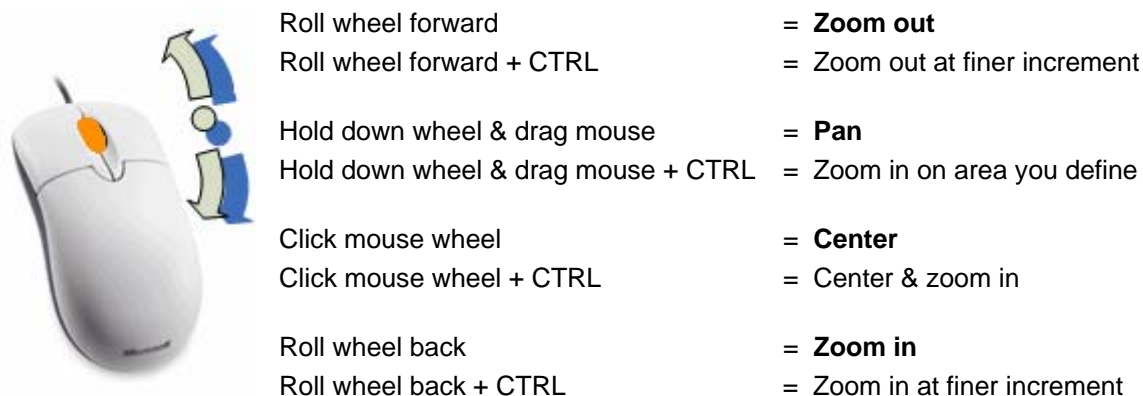 Roll wheel forward = Zoom out
Roll wheel forward + CTRL = Zoom out at finer increment
Hold down wheel & drag mouse = Pan
Hold down wheel & drag mouse + CTRL = Zoom in on area you define
Click mouse wheel = Center
Click mouse wheel + CTRL = Center & zoom in
Roll wheel back = Zoom in
Roll wheel back + CTRL = Zoom in at finer increment